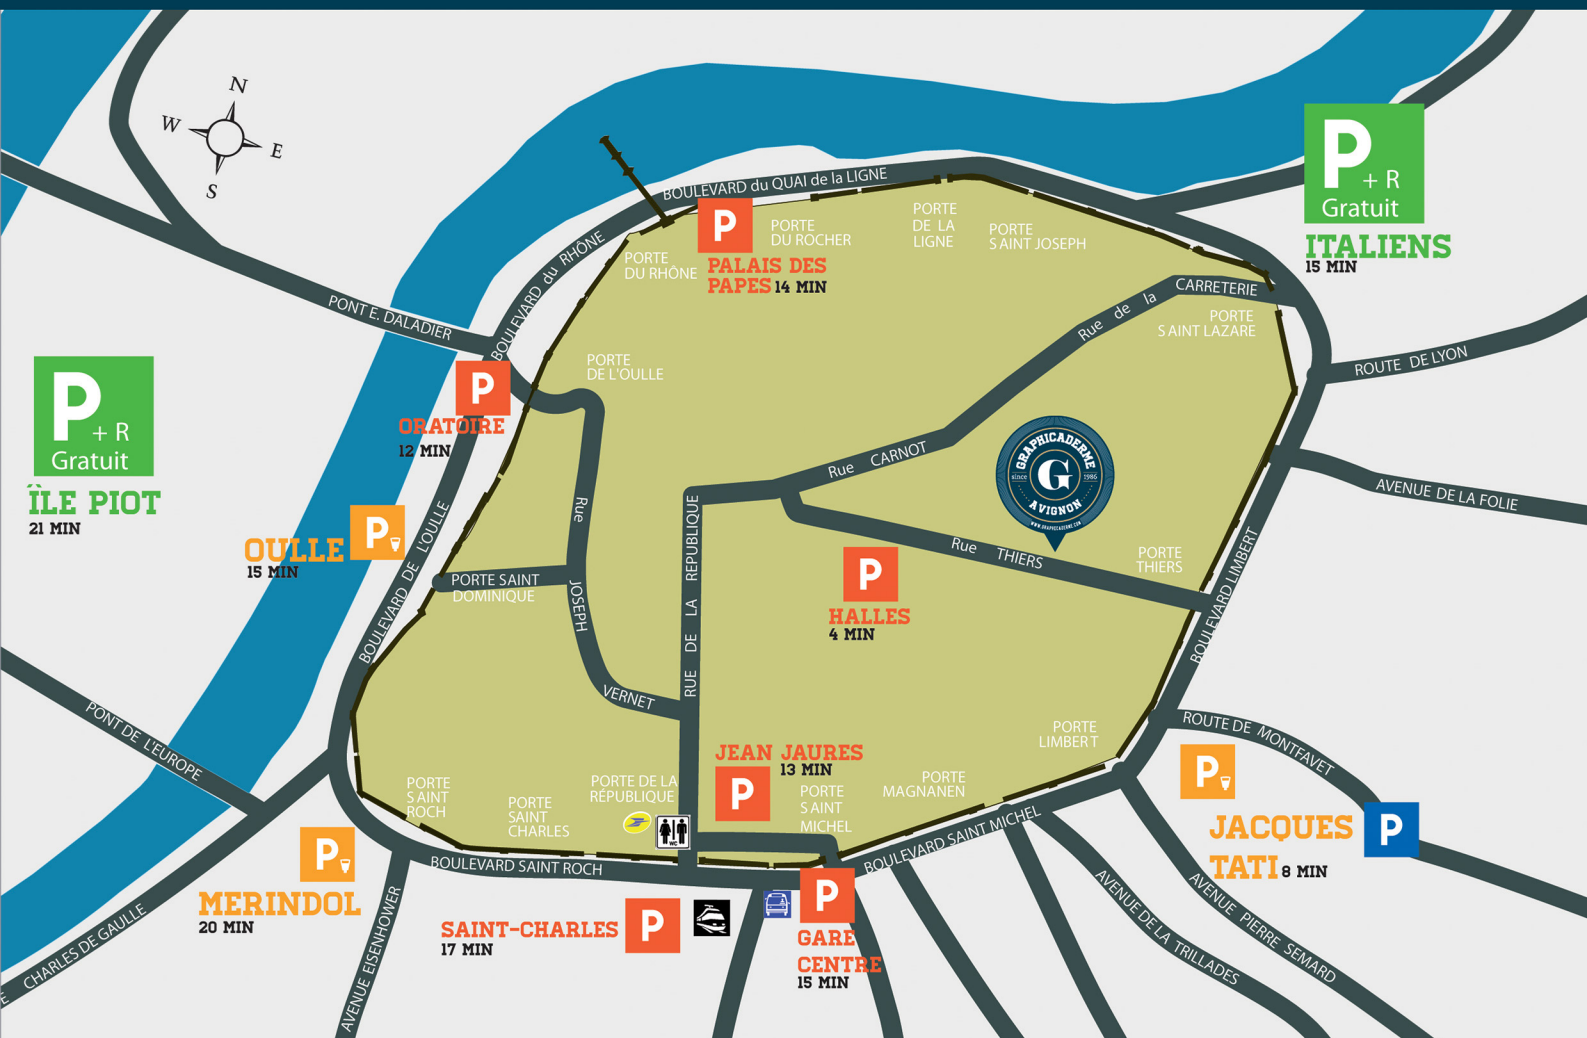 N
W
E
S
BOULEVARD du QUAI de la LIGNE
P
+ R
Gratuit
ITALIENS
15 MIN
P
PORTE
DU ROCHER
PORTE
DE LA
LIGNE
PORTE
SAINT JOSEPH
PORTE
DU RHÔNE
PALAIS DES
PAPES 14 MIN
BOULEVARD du RHÔNE
PONT E. DALADIER
Rue de la
CARRETERIE
PORTE
SAINT LAZARE
ROUTE DE LYON
P
+ R
Gratuit
ÎLE PIOT
21 MIN
PORTE
DE L'OULLE
P
ORATOIRE
12 MIN
Rue CARNOT
GRAPHICADERME
since
G
1986
AVIGNON
WWW.GRAPHICADERME.COM
AVENUE DE LA FOLIE
OULLE
P
15 MIN
BOULEVARD DE L'OULLE
Rue
JOSEPH
VERNET
PORTE SAINT
DOMINIQUE
RUE DE LA REPUBLIQUE
Rue THIERS
PORTE
THIERS
P
HALLES
4 MIN
BOULEVARD LIMBERT
PONT DE L'EUROPE
PORTE
LIMBERT
ROUTE DE MONTFAVET
P
JACQUES
TATI 8 MIN
P
JEAN JAURES
13 MIN
P
PORTE
SAINT
MICHEL
PORTE
MAGNANEN
PORTE DE LA
RÉPUBLIQUE
WC
PORTE
SAINT
ROCH
PORTE
SAINT
CHARLES
BOULEVARD SAINT ROCH
BOULEVARD SAINT MICHEL
P
MERINDOL
20 MIN
E CHARLES DE GAULLE
AVENUE EISENHOWER
SAINT-CHARLES
17 MIN
P
P
GARE
CENTRE
15 MIN
AVENUE DE LA TRILLADES
AVENUE PIERRE SEMARD